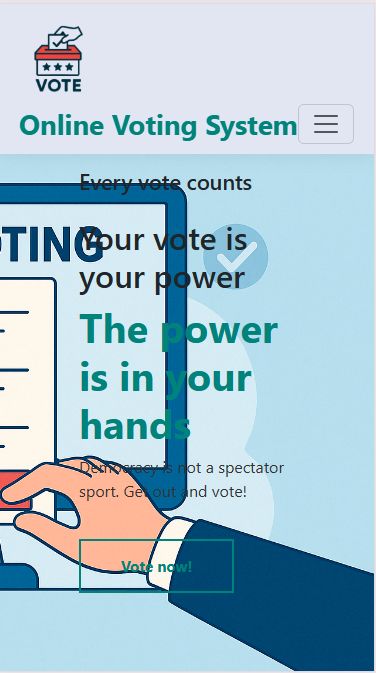 VOTE
Online Voting System
Every vote counts
OTING
Your vote is
your power
The power
is in your
hands
Democracy is not a spectator
sport. Get out and vote!
Vote now!